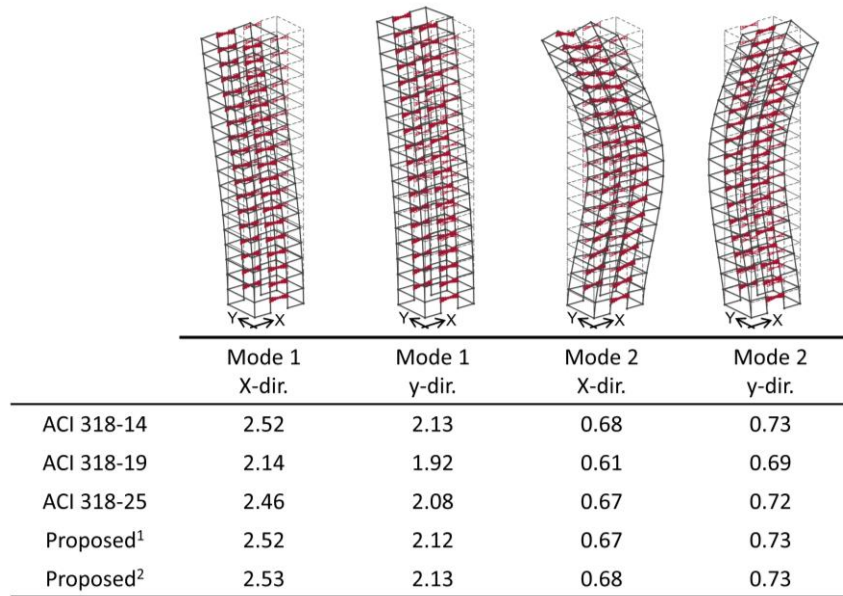 Y X Y X Y X Y X
Mode 1 Mode 1 Mode 2 Mode 2
X-dir. y-dir. X-dir. y-dir.
ACI 318-14 2.52 2.13 0.68 0.73
ACI 318-19 2.14 1.92 0.61 0.69
ACI 318-25 2.46 2.08 0.67 0.72
Proposed¹ 2.52 2.12 0.67 0.73
Proposed² 2.53 2.13 0.68 0.73